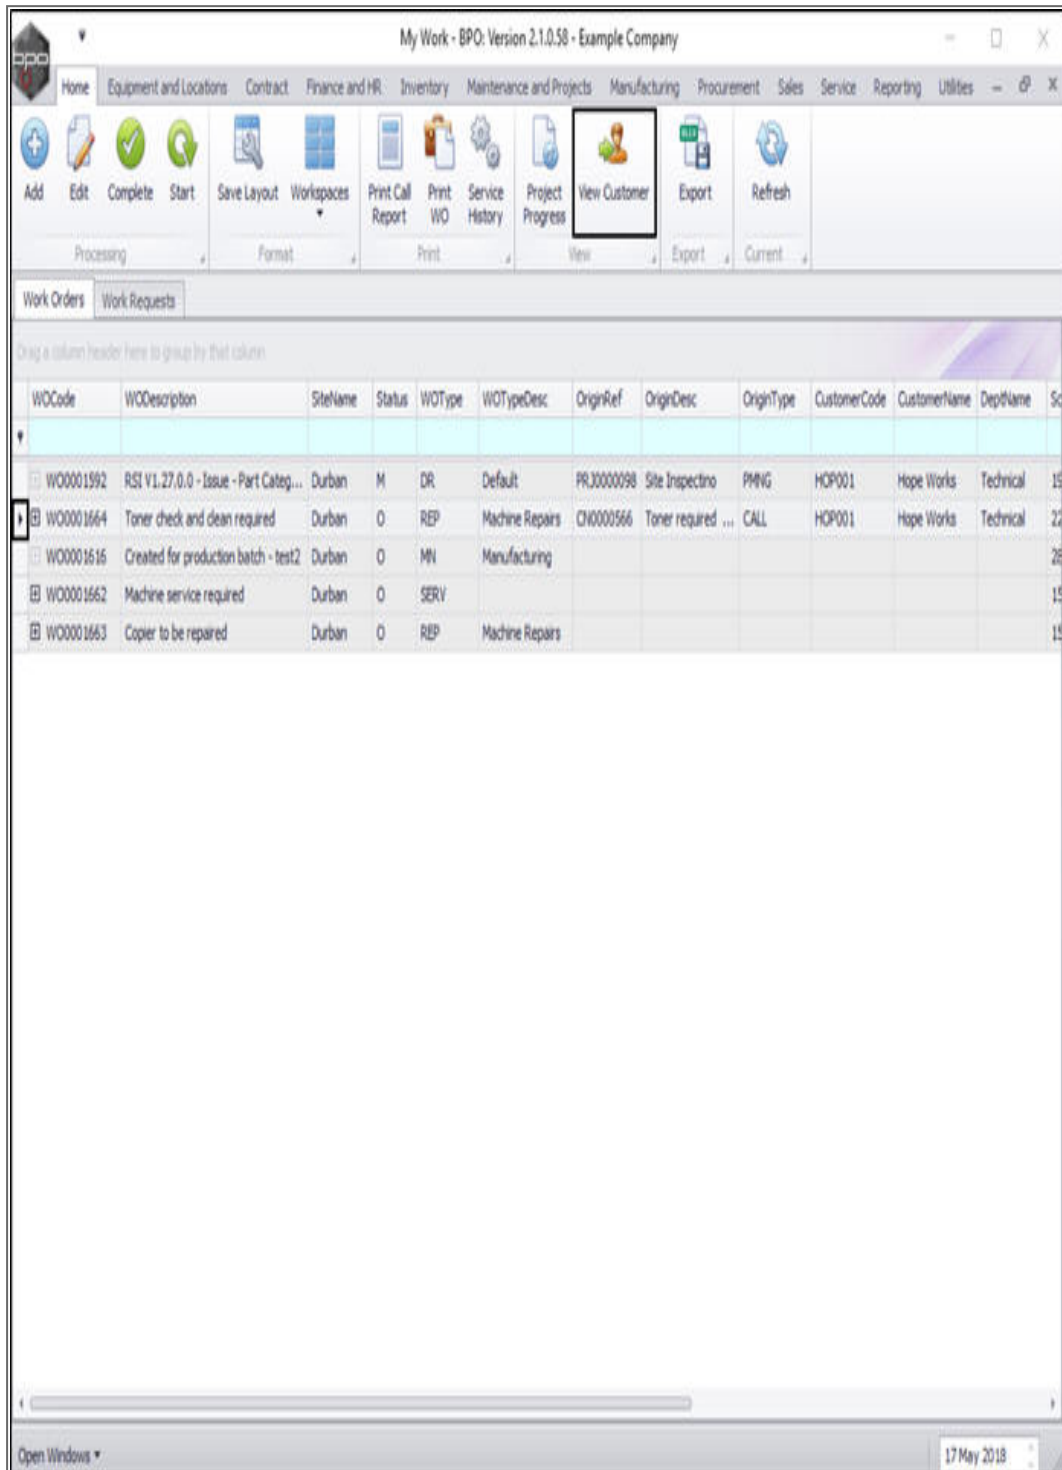 bpo
My Work - BPO: Version 2.1.0.58 - Example Company
Home Equipment and Locations Contract Finance and HR Inventory Maintenance and Projects Manufacturing Procurement Sales Service Reporting Utilities
Add Edit Complete Start Save Layout Workspaces Print Call Report Print WO Service History Project Progress View Customer Export Refresh
Processing Format Print View Export Current
Work Orders Work Requests
Drag a column header here to group by that column
WOCode WODescription SiteName Status WOType WOTypeDesc OriginRef OriginDesc OriginType CustomerCode CustomerName DeptName Sc
WO0001592 RSI V1.27.0.0 - Issue - Part Categ... Durban M DR Default PRJ0000098 Site Inspectino PMNG HOP001 Hope Works Technical 19
WO0001664 Toner check and clean required Durban O REP Machine Repairs CN0000566 Toner required ... CALL HOP001 Hope Works Technical 22
WO0001616 Created for production batch - test2 Durban O MN Manufacturing 28
WO0001662 Machine service required Durban O SERV 15
WO0001663 Copier to be repaired Durban O REP Machine Repairs 15
Open Windows 17 May 2018